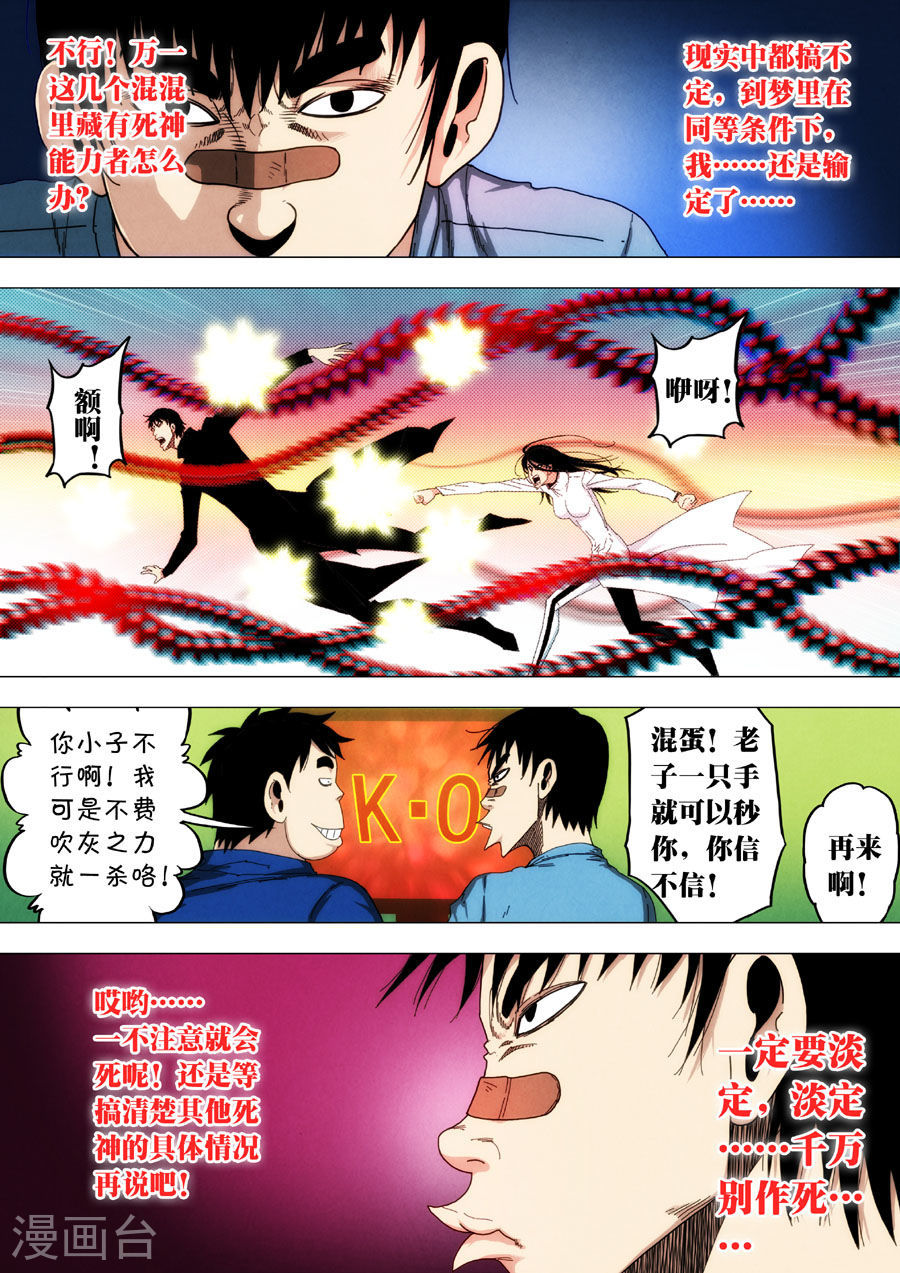 不行！万一
这几个混混
里藏有死神
能力者怎么
办？
现实中都搞不
定，到梦里在
同等条件下，
我……还是输
定了……
额啊！
咿呀！
你小子不
行啊！我
可是不费
吹灰之力
就一杀咯！
K·O
混蛋！老
子一只手
就可以秒
你，你信
不信！
再来
啊！
哎哟……
一不注意就会
死呢！还是等
搞清楚其他死
神的具体情况
再说吧！
一定要淡
定，淡定
……千万
别作死…
…
漫画台